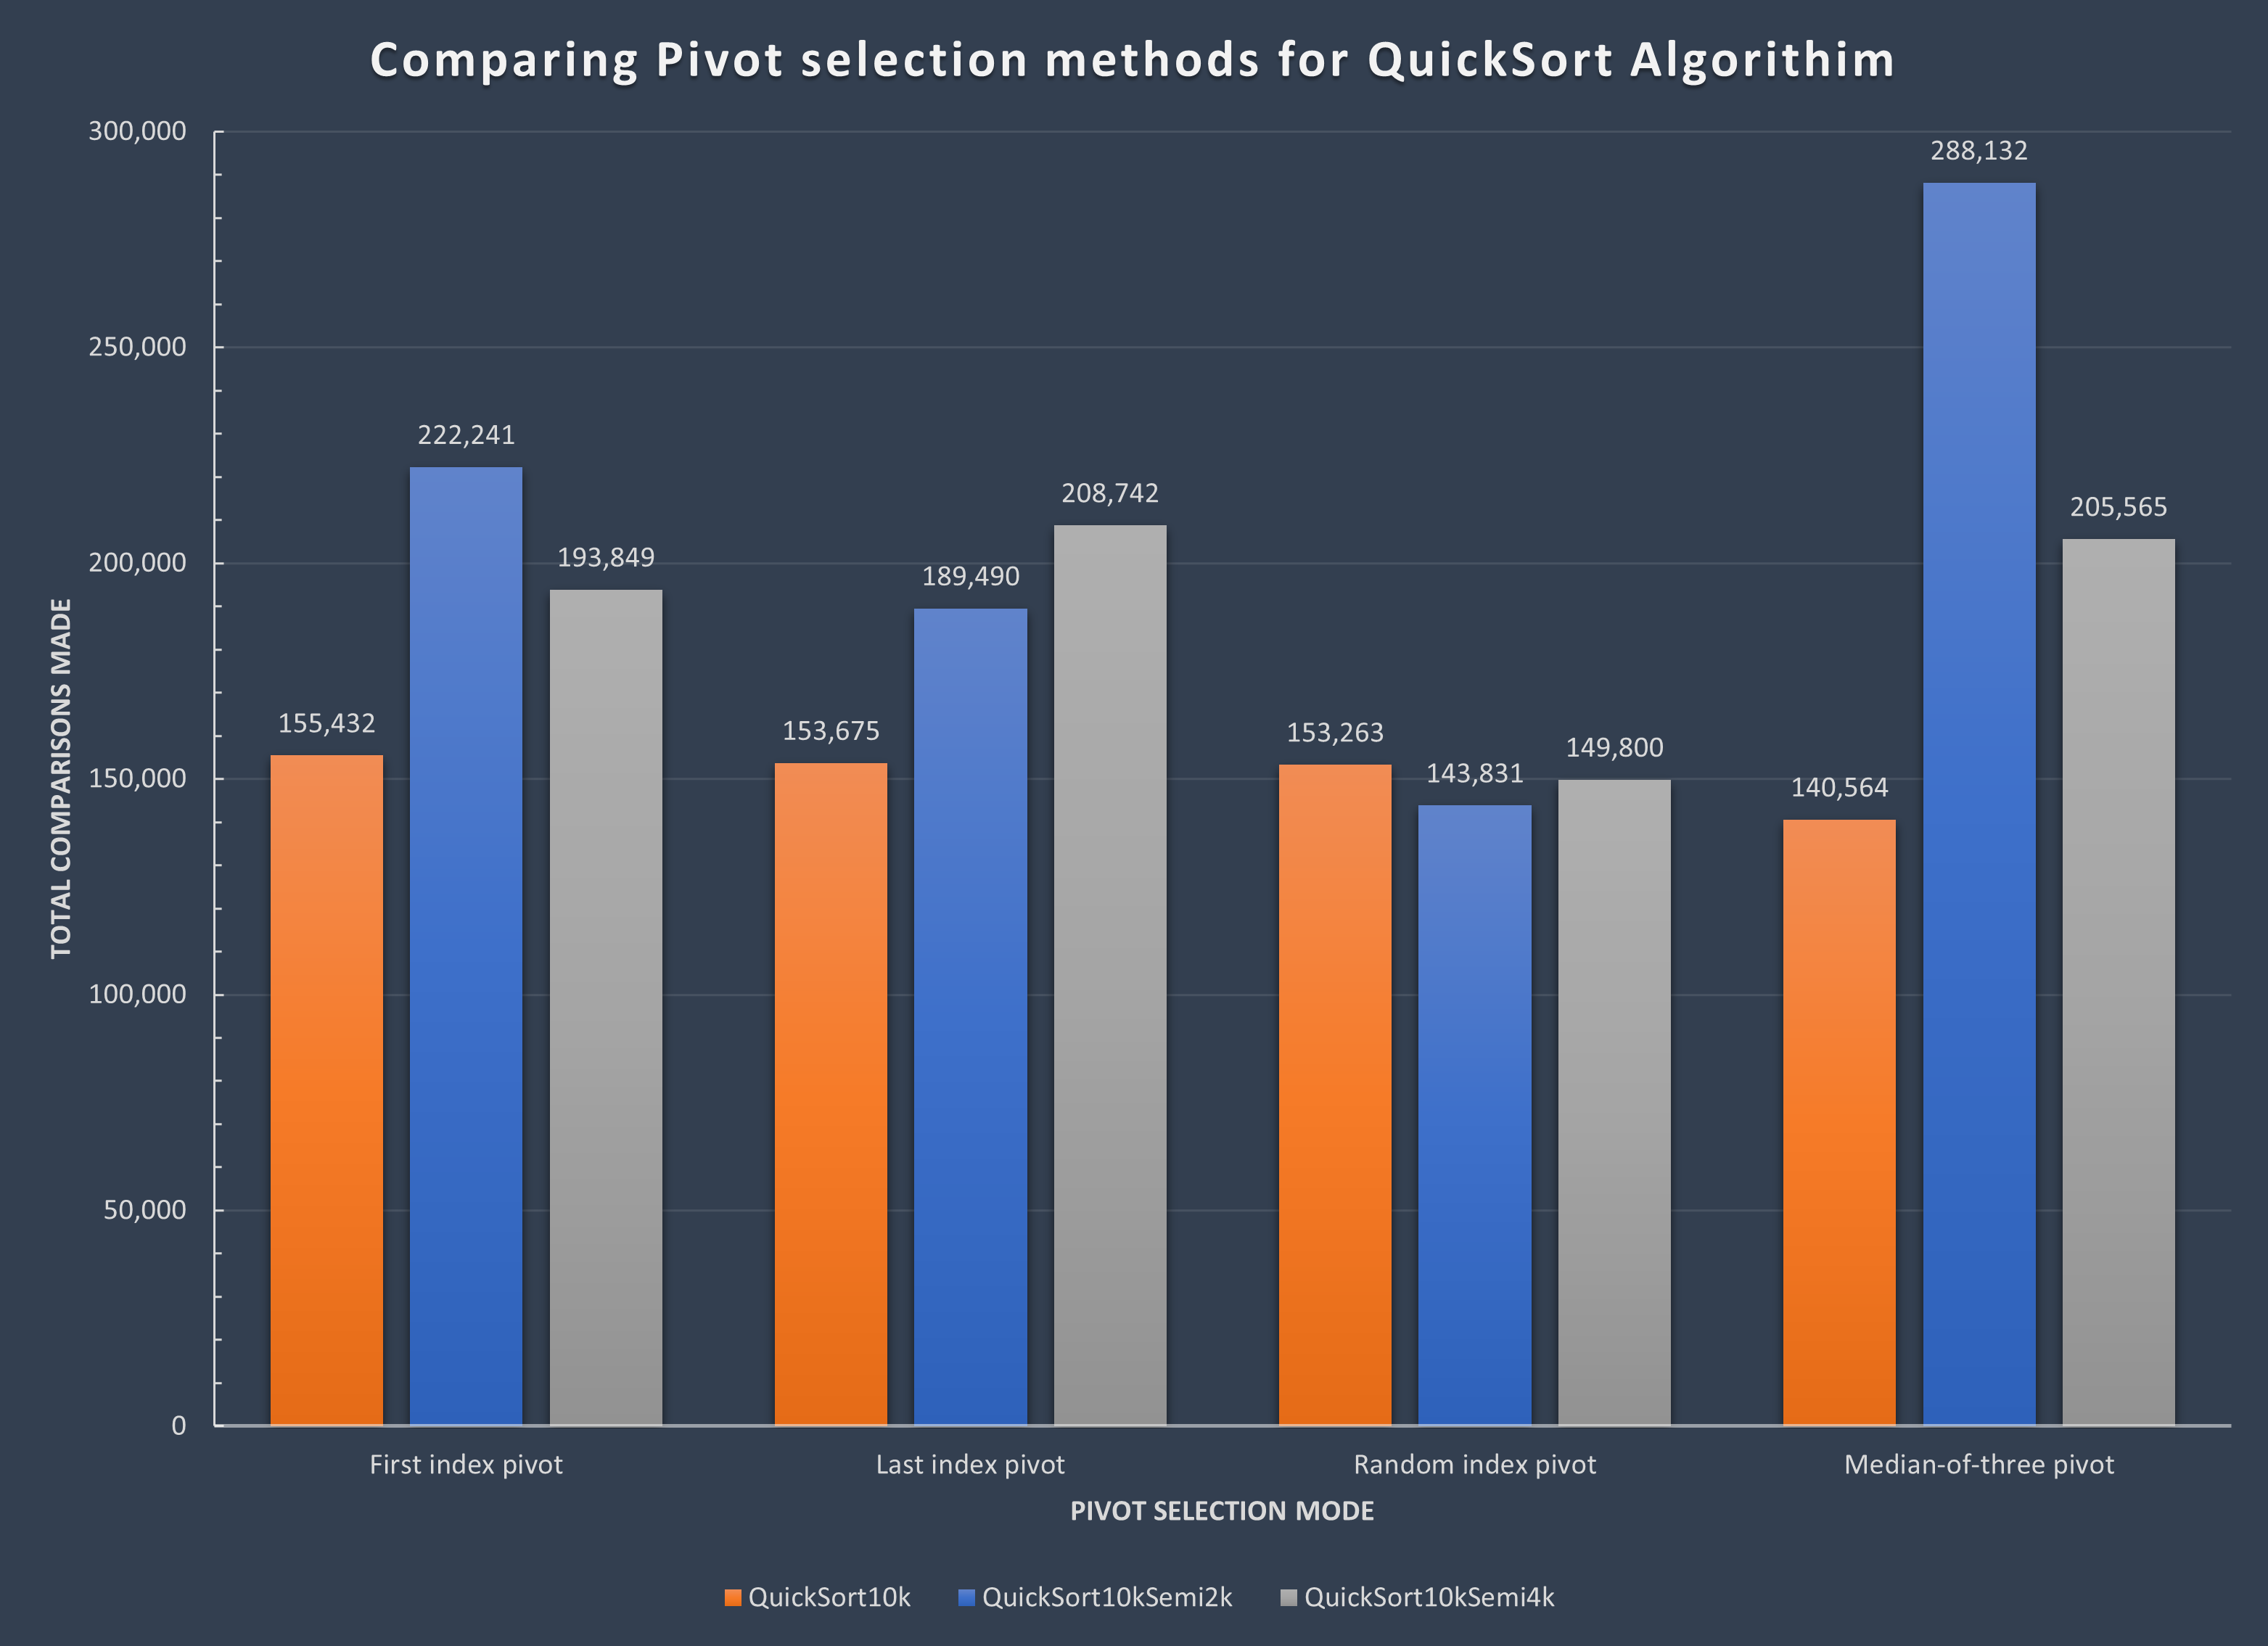 Comparing Pivot selection methods for QuickSort Algorithim
300,000
250,000
200,000
150,000
100,000
50,000
0
TOTAL COMPARISONS MADE
155,432
222,241
193,849
153,675
189,490
208,742
153,263
143,831
149,800
140,564
288,132
205,565
First index pivot
Last index pivot
Random index pivot
Median-of-three pivot
PIVOT SELECTION MODE
QuickSort10k
QuickSort10kSemi2k
QuickSort10kSemi4k